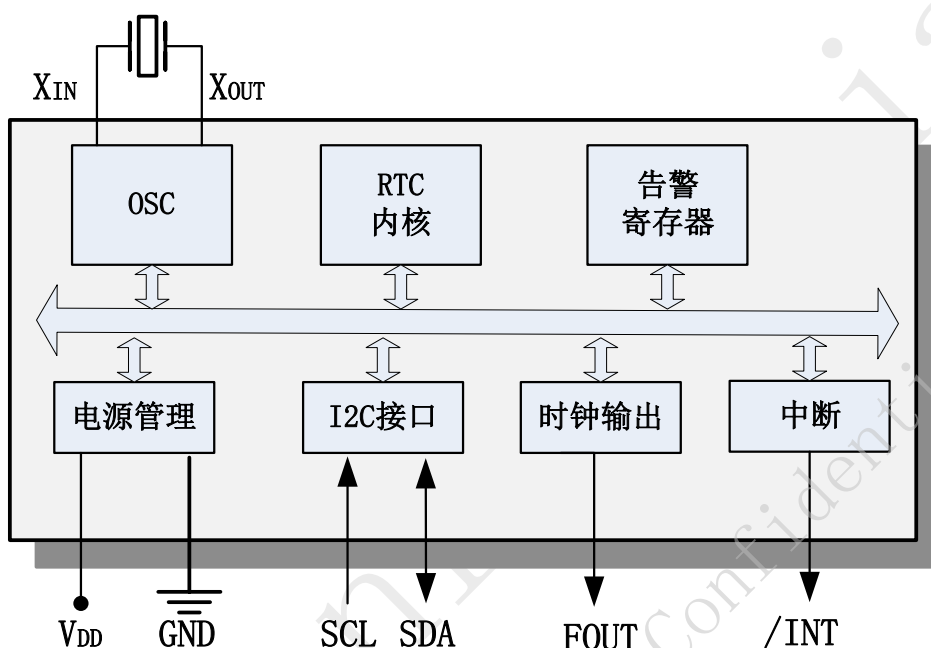 XIN
XOUT
OSC
RTC
内核
告警
寄存器
电源管理
I2C接口
时钟输出
中断
VDD
GND
SCL
SDA
FOUT
/INT